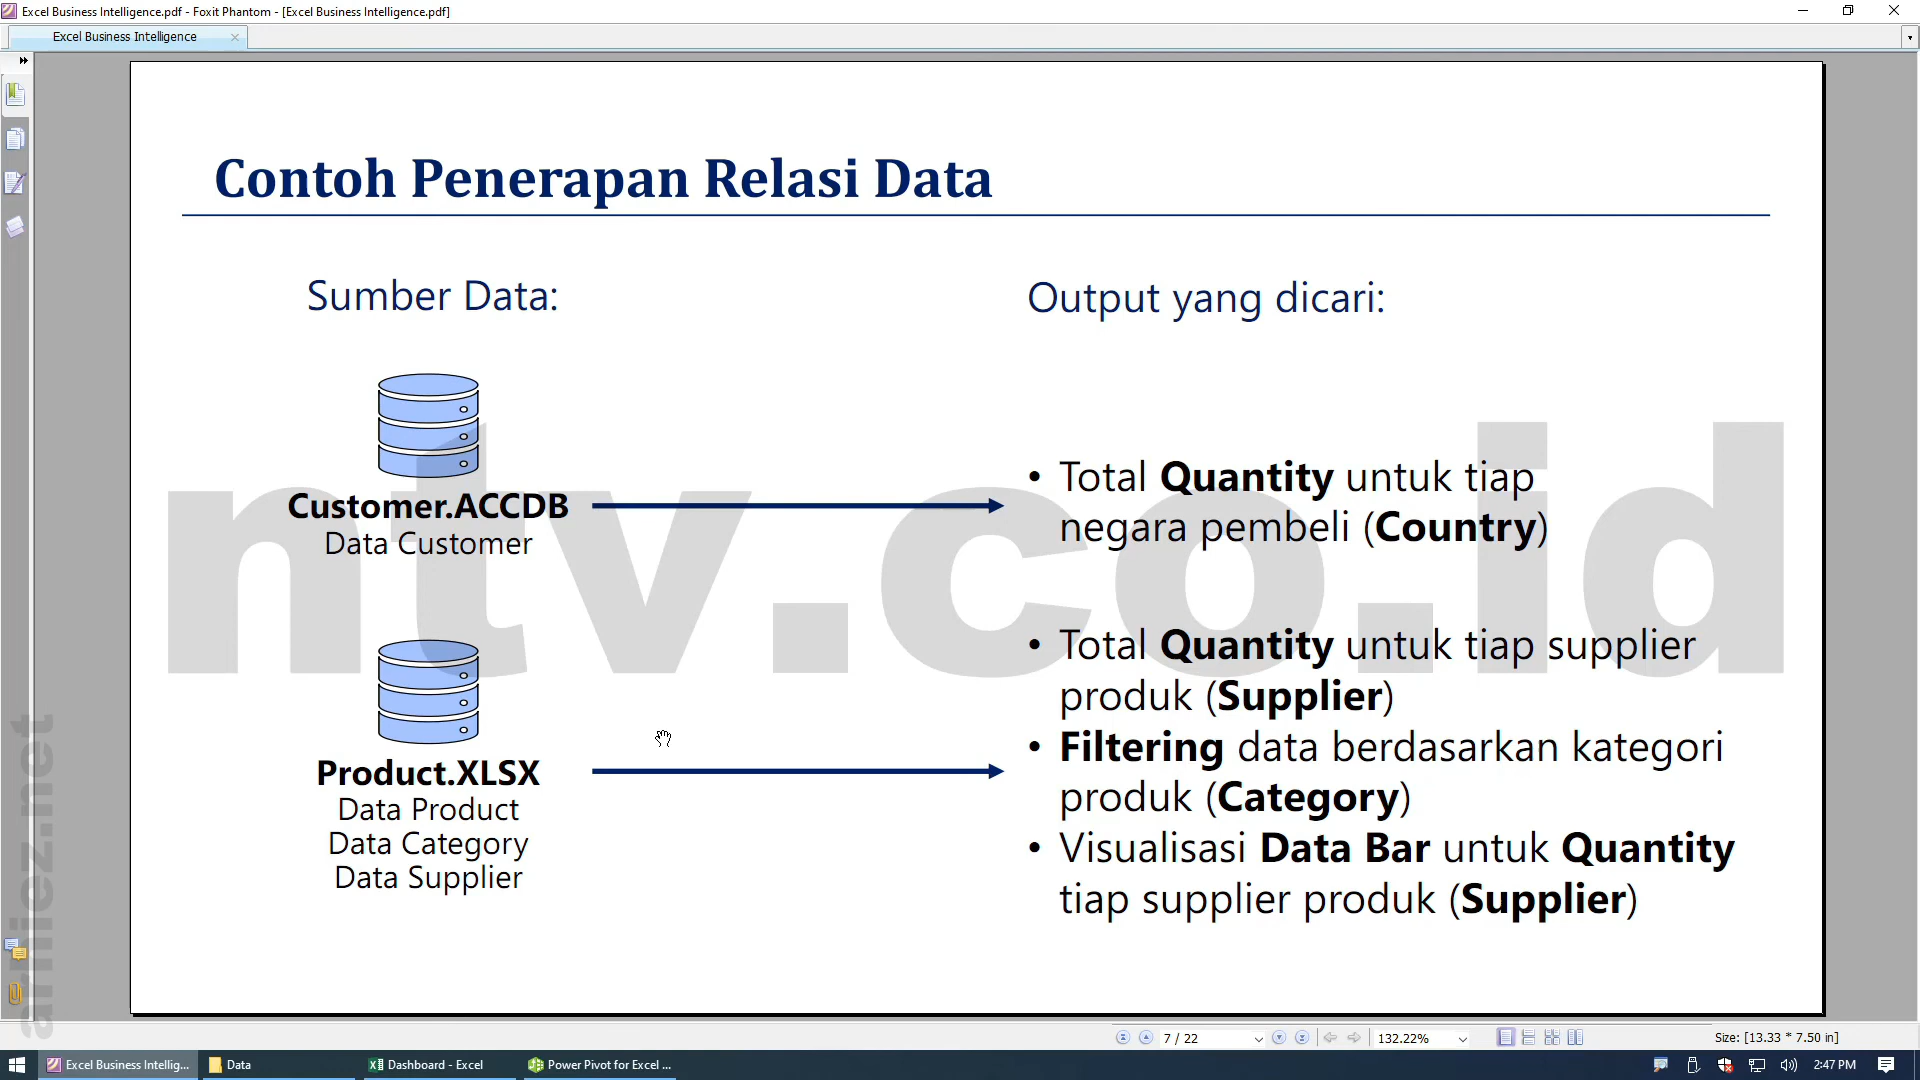 Excel Business Intelligence.pdf - Foxit Phantom - [Excel Business Intelligence.pdf]
Excel Business Intelligence
Contoh Penerapan Relasi Data
Sumber Data:
Customer.ACCDB
Data Customer
Product.XLSX
Data Product
Data Category
Data Supplier
Output yang dicari:
• Total Quantity untuk tiap
negara pembeli (Country)
• Total Quantity untuk tiap supplier
produk (Supplier)
• Filtering data berdasarkan kategori
produk (Category)
• Visualisasi Data Bar untuk Quantity
tiap supplier produk (Supplier)
ntv.co.id
arniez.net
7 / 22
132.22%
Size: [13.33 * 7.50 in]
Excel Business Intellig...
Data
Dashboard - Excel
Power Pivot for Excel ...
2:47 PM